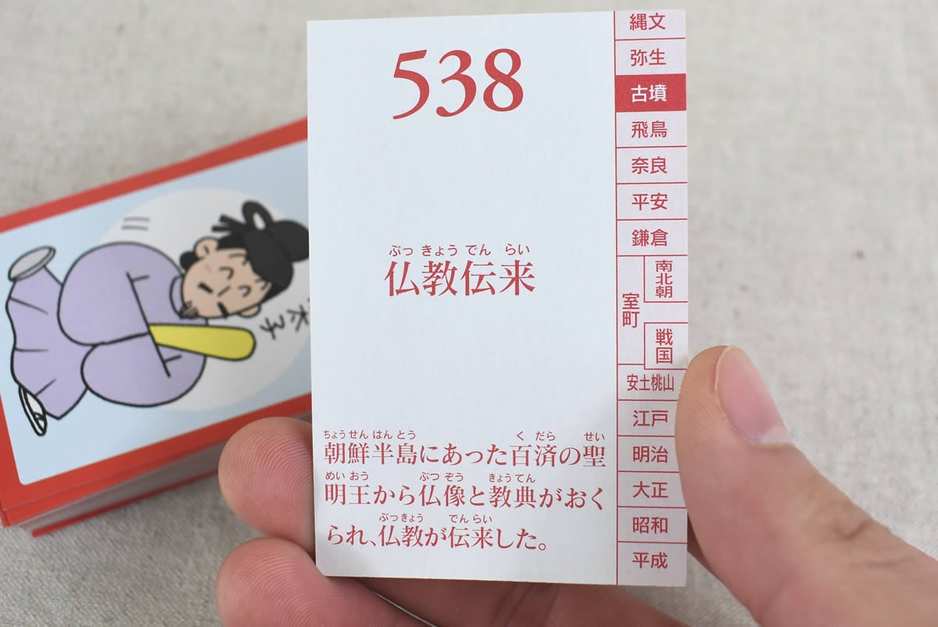 538
ぶっきょうでんらい
仏教伝来
ちょうせんはんとう くだら せい
朝鮮半島にあった百済の聖
めいおう ぶつぞう きょうてん
明王から仏像と教典がおく
ぶっきょう でんらい
られ、仏教が伝来した。
縄文
弥生
古墳
飛鳥
奈良
平安
鎌倉
室町
南北朝
戦国
安土桃山
江戸
明治
大正
昭和
平成
太子